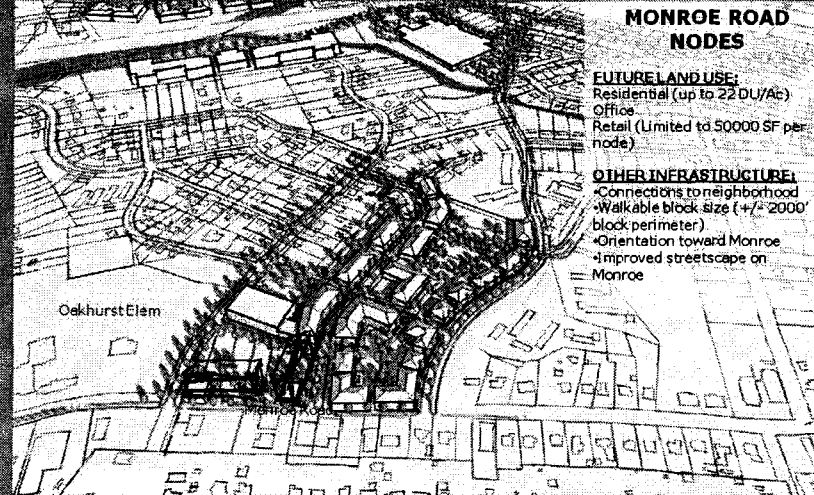 MONROE ROAD
NODES
FUTURE LAND USE:
Residential (up to 22 DU/Ac)
Office
Retail (Limited to 50000 SF per
node)
OTHER INFRASTRUCTURE:
•Connections to neighborhood
•Walkable block size (+/- 2000'
block perimeter)
•Orientation toward Monroe
•Improved streetscape on
Monroe
Oakhurst Elem
Monroe Road